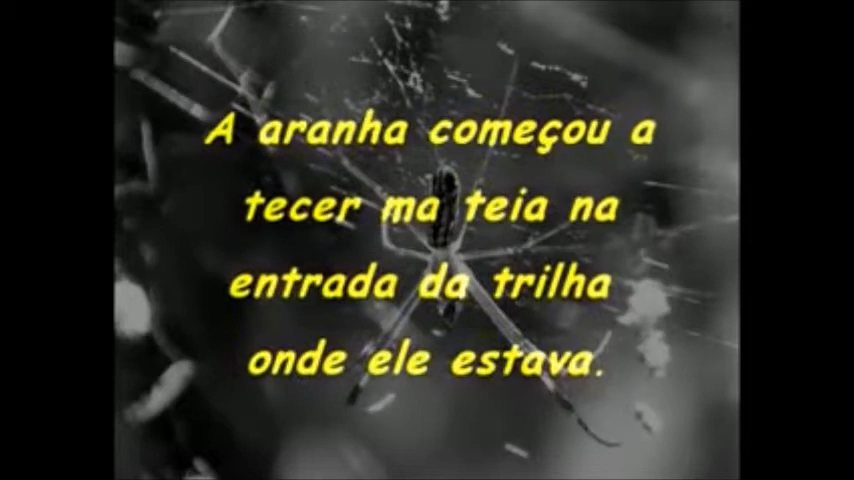 A aranha começou a
tecer ma teia na
entrada da trilha
onde ele estava.